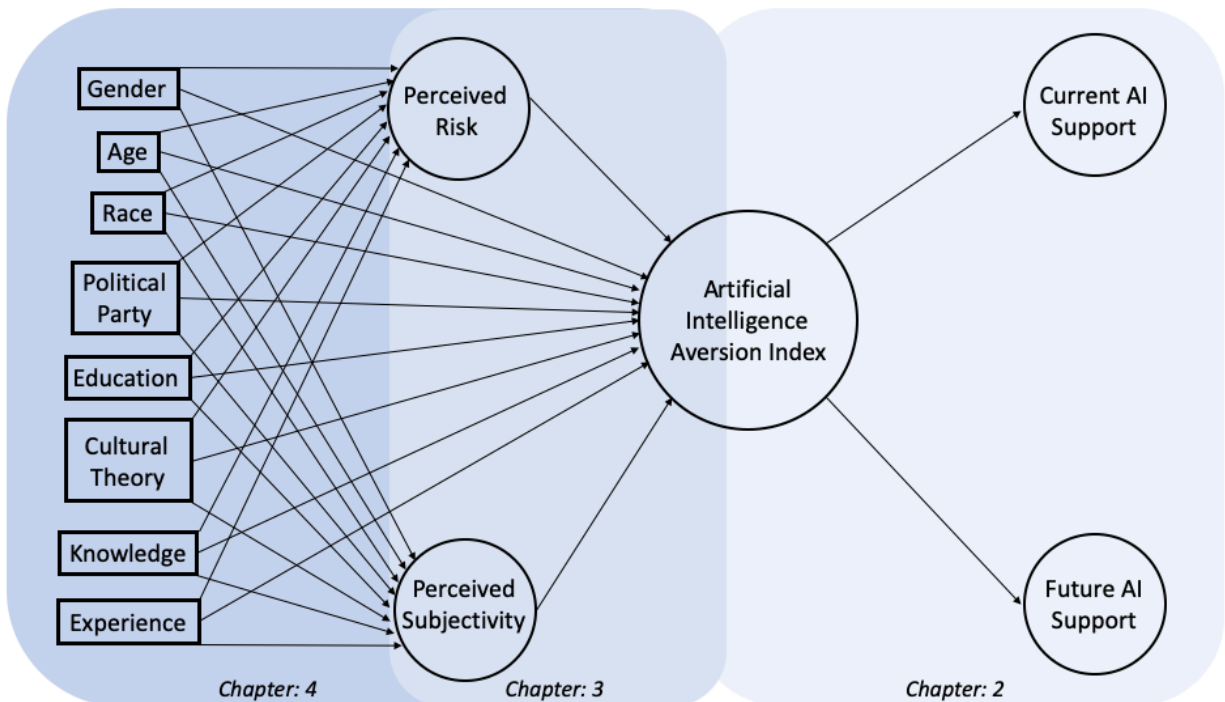 Gender
Age
Race
Political
Party
Education
Cultural
Theory
Knowledge
Experience
Perceived
Risk
Perceived
Subjectivity
Artificial
Intelligence
Aversion Index
Current AI
Support
Future AI
Support
Chapter: 4
Chapter: 3
Chapter: 2